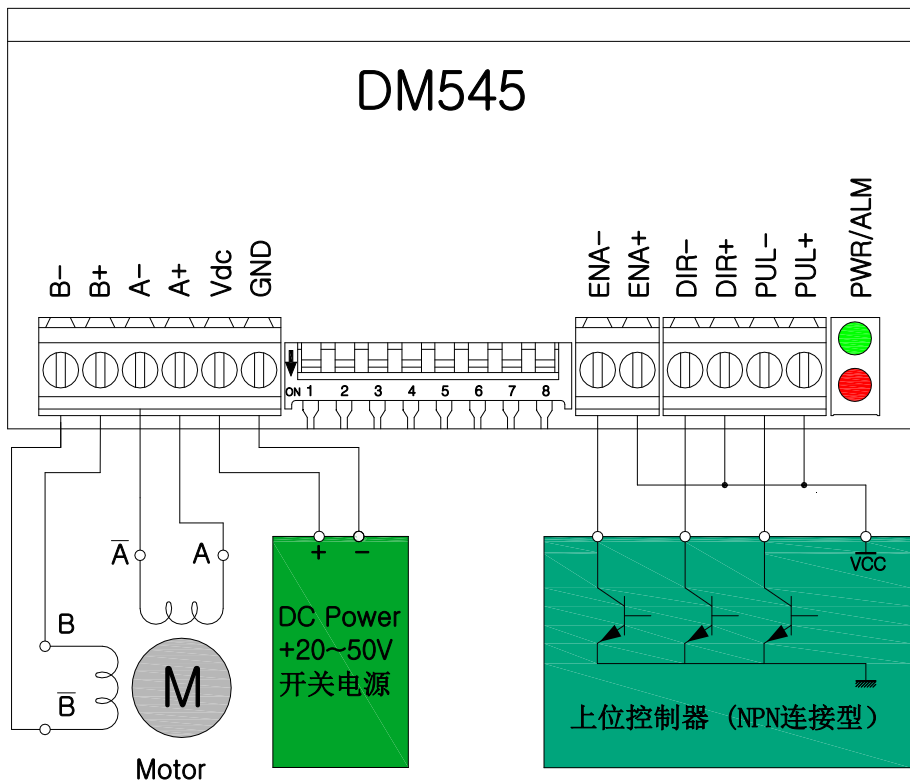 DM545
B-
B+
A-
A+
Vdc
GND
ENA-
ENA+
DIR-
DIR+
PUL-
PUL+
PWR/ALM
ON 1 2 3 4 5 6 7 8
A̅ A
B
B̅
M
Motor
+ -
DC Power
+20~50V
开关电源
VCC
上位控制器（NPN连接型）